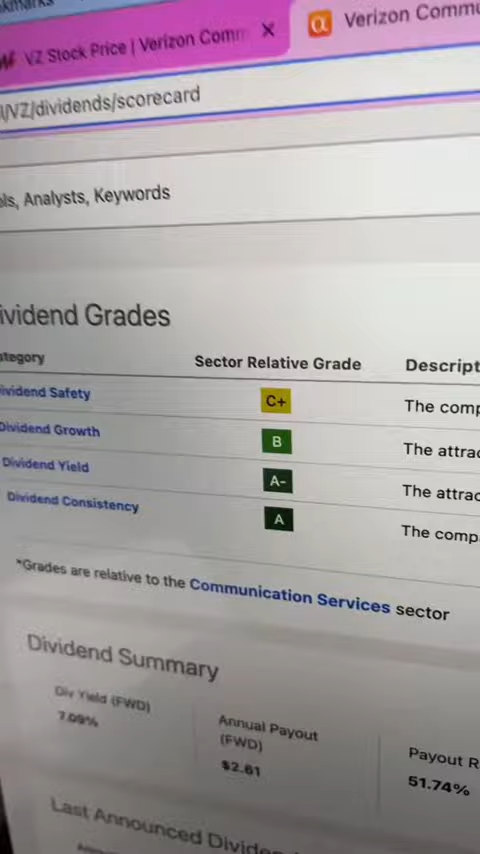 VZ Stock Price | Verizon Comm
Verizon Commu
/VZ/dividends/scorecard
ls, Analysts, Keywords
ividend Grades
ategory Sector Relative Grade Descript
ividend Safety C+ The comp
Dividend Growth B The attrac
Dividend Yield A- The attrac
Dividend Consistency A The comp
*Grades are relative to the Communication Services sector
Dividend Summary
Div Yield (FWD)
7.09%
Annual Payout
(FWD)
$2.61
Payout R
51.74%
Last Announced Divide